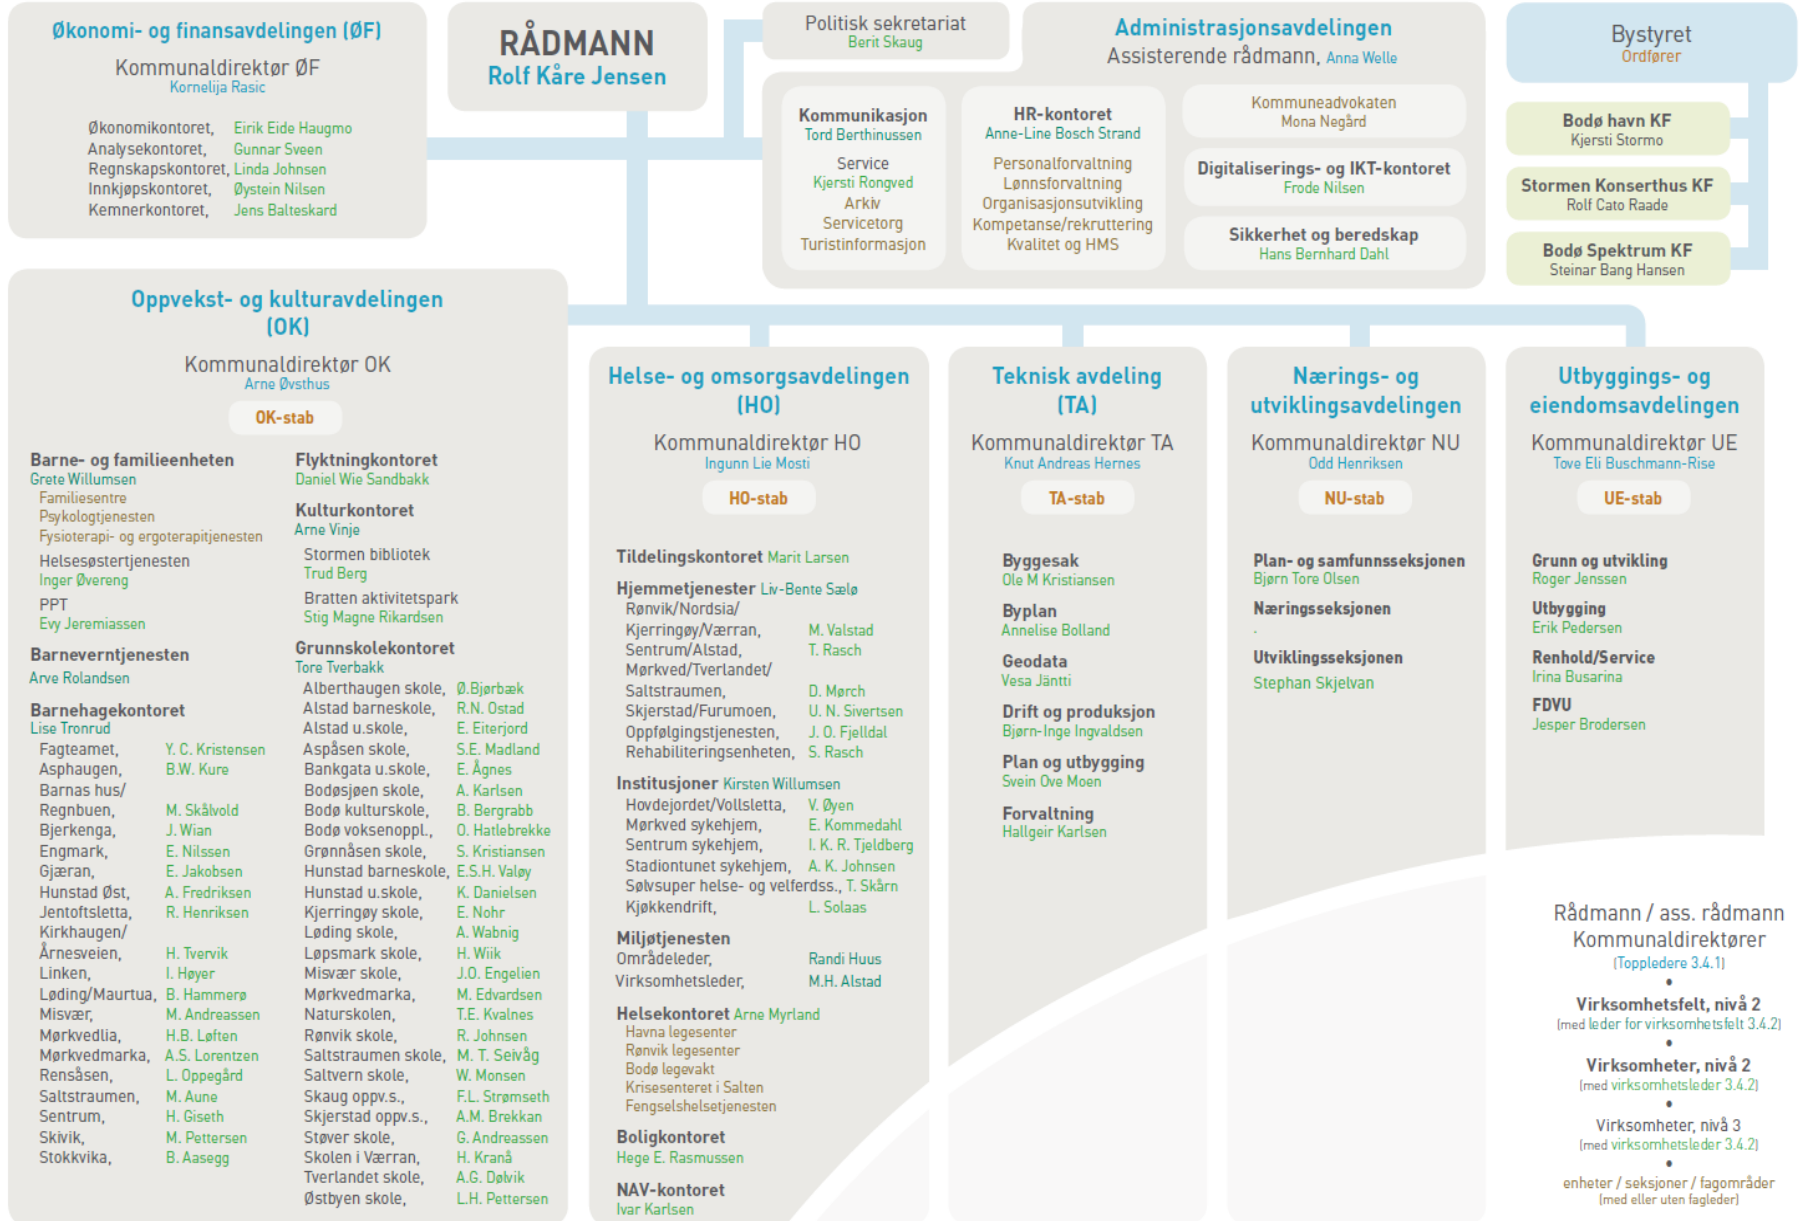 Økonomi- og finansavdelingen (ØF)
Kommunaldirektør ØF
Kornelija Rasic
Økonomikontoret, Eirik Eide Haugmo
Analysekontoret, Gunnar Sveen
Regnskapskontoret, Linda Johnsen
Innkjøpskontoret, Øystein Nilsen
Kemnerkontoret, Jens Balteskard
RÅDMANN
Rolf Kåre Jensen
Politisk sekretariat
Berit Skaug
Administrasjonsavdelingen
Assisterende rådmann, Anna Welle
Kommunikasjon
Tord Berthinussen
Service
Kjersti Rongved
Arkiv
Servicetorg
Turistinformasjon
HR-kontoret
Anne-Line Bosch Strand
Personalforvaltning
Lønnsforvaltning
Organisasjonsutvikling
Kompetanse/rekruttering
Kvalitet og HMS
Kommuneadvokaten
Mona Negård
Digitaliserings- og IKT-kontoret
Frode Nilsen
Sikkerhet og beredskap
Hans Bernhard Dahl
Bystyret
Ordfører
Bodø havn KF
Kjersti Stormo
Stormen Konserthus KF
Rolf Cato Raade
Bodø Spektrum KF
Steinar Bang Hansen
Oppvekst- og kulturavdelingen
(OK)
Kommunaldirektør OK
Arne Øvsthus
OK-stab
Barne- og familieenheten
Grete Willumsen
Familiesentre
Psykologtjenesten
Fysioterapi- og ergoterapitjenesten
Helsesøstertjenesten
Inger Øvereng
PPT
Evy Jeremiassen
Barneverntjenesten
Arve Rolandsen
Barnehagekontoret
Lise Tronrud
Fagteamet, Y. C. Kristensen
Asphaugen, B.W. Kure
Barnas hus/
Regnbuen, M. Skålvold
Bjerkenga, J. Wian
Engmark, E. Nilssen
Gjæran, E. Jakobsen
Hunstad Øst, A. Fredriksen
Jentoftsletta, R. Henriksen
Kirkhaugen/
Årnesveien, H. Tvervik
Linken, I. Høyer
Løding/Maurtua, B. Hammerø
Misvær, M. Andreassen
Mørkvedlia, H.B. Løften
Mørkvedmarka, A.S. Lorentzen
Rensåsen, L. Oppegård
Saltstraumen, M. Aune
Sentrum, H. Giseth
Skivik, M. Pettersen
Stokkvika, B. Aasegg
Flyktningkontoret
Daniel Wie Sandbakk
Kulturkontoret
Arne Vinje
Stormen bibliotek
Trud Berg
Bratten aktivitetspark
Stig Magne Rikardsen
Grunnskolekontoret
Tore Tverbakk
Alberthaugen skole, Ø.Bjørbæk
Alstad barneskole, R.N. Ostad
Alstad u.skole, E. Eiterjord
Aspåsen skole, S.E. Madland
Bankgata u.skole, E. Ågnes
Bodøsjøen skole, A. Karlsen
Bodø kulturskole, B. Bergrabb
Bodø voksenoppl., O. Hatlebrekke
Grønnåsen skole, S. Kristiansen
Hunstad barneskole, E.S.H. Valøy
Hunstad u.skole, K. Danielsen
Kjerringøy skole, E. Nohr
Løding skole, A. Wabnig
Løpsmark skole, H. Wiik
Misvær skole, J.O. Engelien
Mørkvedmarka, M. Edvardsen
Naturskolen, T.E. Kvalnes
Rønvik skole, R. Johnsen
Saltstraumen skole, M. T. Seivåg
Saltvern skole, W. Monsen
Skaug oppv.s., F.L. Strømseth
Skjerstad oppv.s., A.M. Brekkan
Støver skole, G. Andreassen
Skolen i Værran, H. Kranå
Tverlandet skole, A.G. Dølvik
Østbyen skole, L.H. Pettersen
Helse- og omsorgsavdelingen
(HO)
Kommunaldirektør HO
Ingunn Lie Mosti
HO-stab
Tildelingskontoret Marit Larsen
Hjemmetjenester Liv-Bente Sælø
Rønvik/Nordsia/
Kjerringøy/Værran, M. Valstad
Sentrum/Alstad, T. Rasch
Mørkved/Tverlandet/
Saltstraumen, D. Mørch
Skjerstad/Furumoen, U. N. Sivertsen
Oppfølgingstjenesten, J. O. Fjelldal
Rehabiliteringsenheten, S. Rasch
Institusjoner Kirsten Willumsen
Hovdejordet/Vollsletta, V. Øyen
Mørkved sykehjem, E. Kommedahl
Sentrum sykehjem, I. K. R. Tjeldberg
Stadiontunet sykehjem, A. K. Johnsen
Sølvsuper helse- og velferdss., T. Skårn
Kjøkkendrift, L. Solaas
Miljøtjenesten
Områdeleder, Randi Huus
Virksomhetsleder, M.H. Alstad
Helsekontoret Arne Myrland
Havna legesenter
Rønvik legesenter
Bodø legevakt
Krisesenteret i Salten
Fengselshelsetjenesten
Boligkontoret
Hege E. Rasmussen
NAV-kontoret
Ivar Karlsen
Teknisk avdeling
(TA)
Kommunaldirektør TA
Knut Andreas Hernes
TA-stab
Byggesak
Ole M Kristiansen
Byplan
Annelise Bolland
Geodata
Vesa Jäntti
Drift og produksjon
Bjørn-Inge Ingvaldsen
Plan og utbygging
Svein Ove Moen
Forvaltning
Hallgeir Karlsen
Nærings- og
utviklingsavdelingen
Kommunaldirektør NU
Odd Henriksen
NU-stab
Plan- og samfunnsseksjonen
Bjørn Tore Olsen
Næringsseksjonen
.
Utviklingsseksjonen
Stephan Skjelvan
Utbyggings- og
eiendomsavdelingen
Kommunaldirektør UE
Tove Eli Buschmann-Rise
UE-stab
Grunn og utvikling
Roger Jenssen
Utbygging
Erik Pedersen
Renhold/Service
Irina Busarina
FDVU
Jesper Brodersen
Rådmann / ass. rådmann
Kommunaldirektører
(Toppledere 3.4.1)
•
Virksomhetsfelt, nivå 2
(med leder for virksomhetsfelt 3.4.2)
•
Virksomheter, nivå 2
(med virksomhetsleder 3.4.2)
•
Virksomheter, nivå 3
(med virksomhetsleder 3.4.2)
•
enheter / seksjoner / fagområder
(med eller uten fagleder)